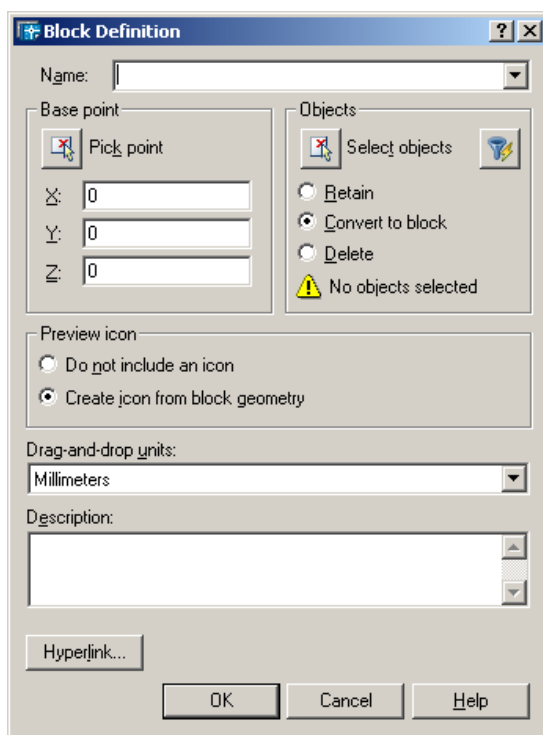 Block Definition
Name:
Base point
Pick point
X: 0
Y: 0
Z: 0
Objects
Select objects
Retain
Convert to block
Delete
No objects selected
Preview icon
Do not include an icon
Create icon from block geometry
Drag-and-drop units:
Millimeters
Description:
Hyperlink...
OK Cancel Help